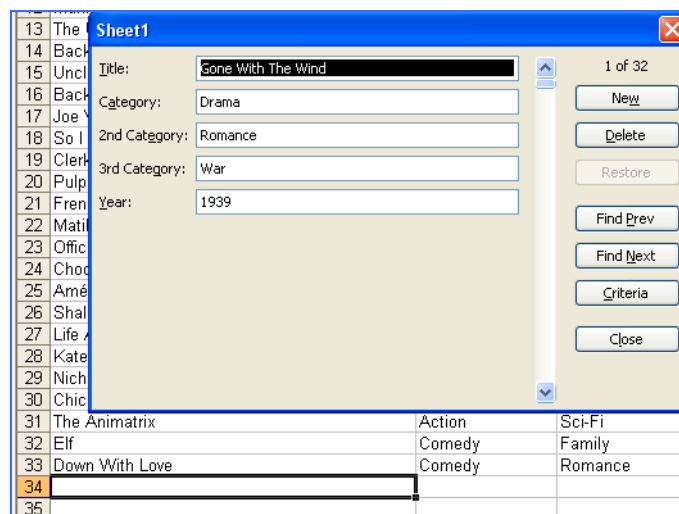 13 The Sheet1
14 Back
15 Uncl Title: Gone With The Wind 1 of 32
16 Back Category: Drama New
17 Joe
18 So I 2nd Category: Romance Delete
19 Clerk
20 Pulp 3rd Category: War Restore
21 Fren Year: 1939
22 Matil Find Prev
23 Offic
24 Choc Find Next
25 Amé Criteria
26 Shal
27 Life Close
28 Kate
29 Nich
30 Chic
31 The Animatrix Action Sci-Fi
32 Elf Comedy Family
33 Down With Love Comedy Romance
34
35